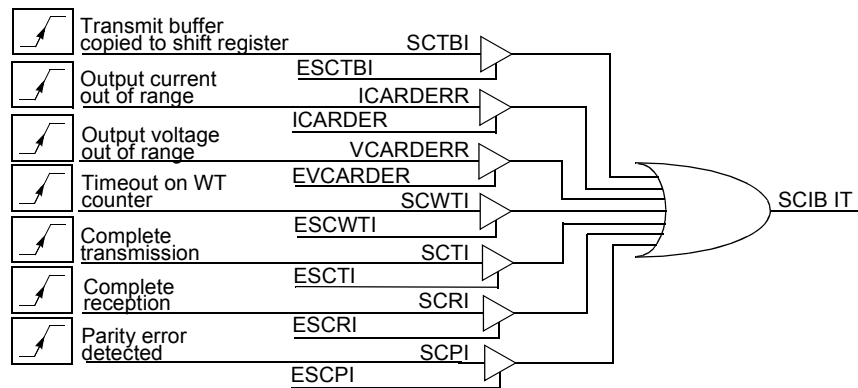 Transmit buffer
copied to shift register
SCTBI
ESCTBI
Output current
out of range
ICARDERR
ICARDER
Output voltage
out of range
VCARDERR
EVCARDER
Timeout on WT
counter
SCWTI
ESCWTI
SCIB IT
Complete
transmission
SCTI
ESCTI
Complete
reception
SCRI
ESCRI
Parity error
detected
SCPI
ESCPI